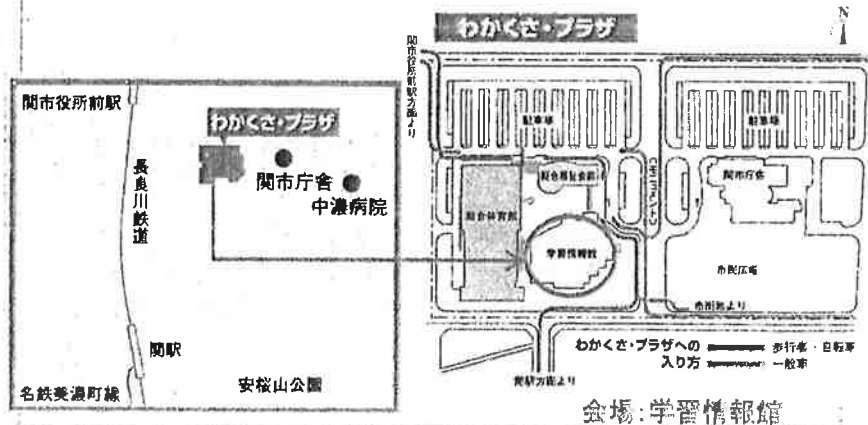 わかくさ・プラザ
N
関市役所前駅方面より
関市役所前駅
わかくさ・プラザ
関市庁舎
中濃病院
長良川鉄道
関駅
名鉄美濃町線
安桜山公園
駐車場
駐車場
総合福祉会館
関市庁舎
総合体育館
学習情報館
市民広場
市街地より
わかくさ・プラザへの
入り方
歩行者・自転車
一般車
関駅方面より
会場:学習情報館